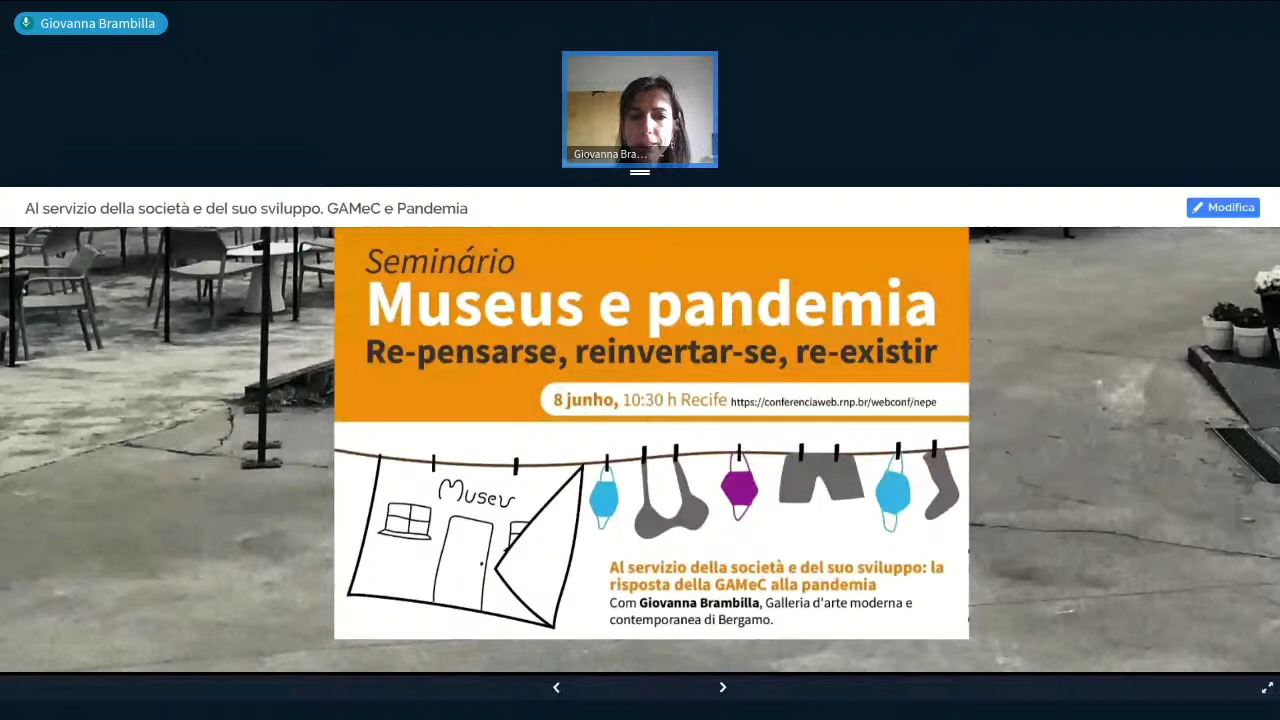 Giovanna Brambilla
Giovanna Bra...
Al servizio della società e del suo sviluppo. GAMeC e Pandemia
Modifica
Seminário
Museus e pandemia
Re-pensarse, reinvertar-se, re-existir
8 junho, 10:30 h Recife https://conferenciaweb.rnp.br/webconf/nepe
Museu
Al servizio della società e del suo sviluppo: la
risposta della GAMeC alla pandemia
Com Giovanna Brambilla, Galleria d'arte moderna e
contemporanea di Bergamo.